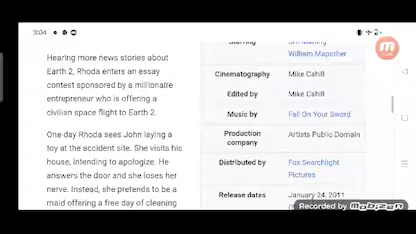 3:04
Hearing more news stories about
Earth 2, Rhoda enters an essay
contest sponsored by a millionaire
entrepreneur who is offering a
civilian space flight to Earth 2.
One day Rhoda sees John laying a
toy at the accident site. She visits his
house, intending to apologize. He
answers the door and she loses her
nerve. Instead, she pretends to be a
maid offering a free day of cleaning
William Mapother
Cinematography Mike Cahill
Edited by Mike Cahill
Music by Fall On Your Sword
Production Artists Public Domain
company
Distributed by Fox Searchlight
Pictures
Release dates January 24, 2011
Recorded by Mobizen